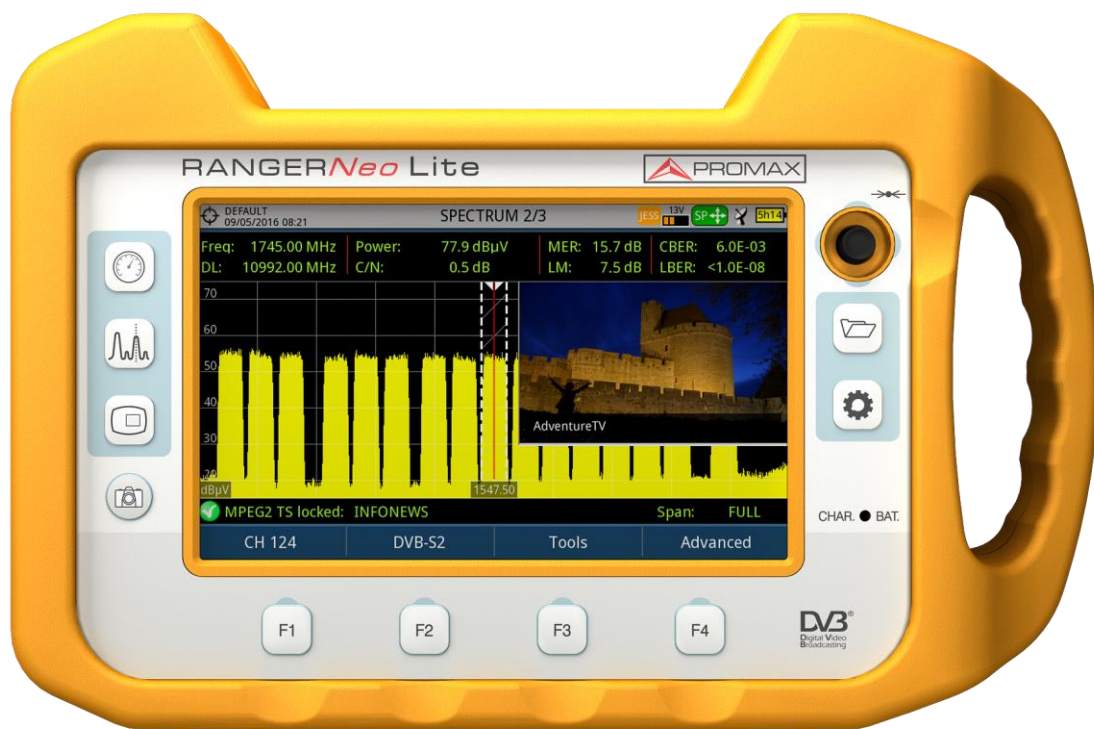 RANGERNeo Lite
PROMAX
DEFAULT
09/05/2016 08:21
SPECTRUM 2/3
JESS
13V
SP
5h14
Freq: 1745.00 MHz Power: 77.9 dBµV MER: 15.7 dB CBER: 6.0E-03
DL: 10992.00 MHz C/N: 0.5 dB LM: 7.5 dB LBER: <1.0E-08
70
60
50
40
30
20
dBµV
1547.50
AdventureTV
MPEG2 TS locked: INFONEWS Span: FULL
CH 124 DVB-S2 Tools Advanced
CHAR. BAT.
F1 F2 F3 F4
DVB®
Digital Video
Broadcasting